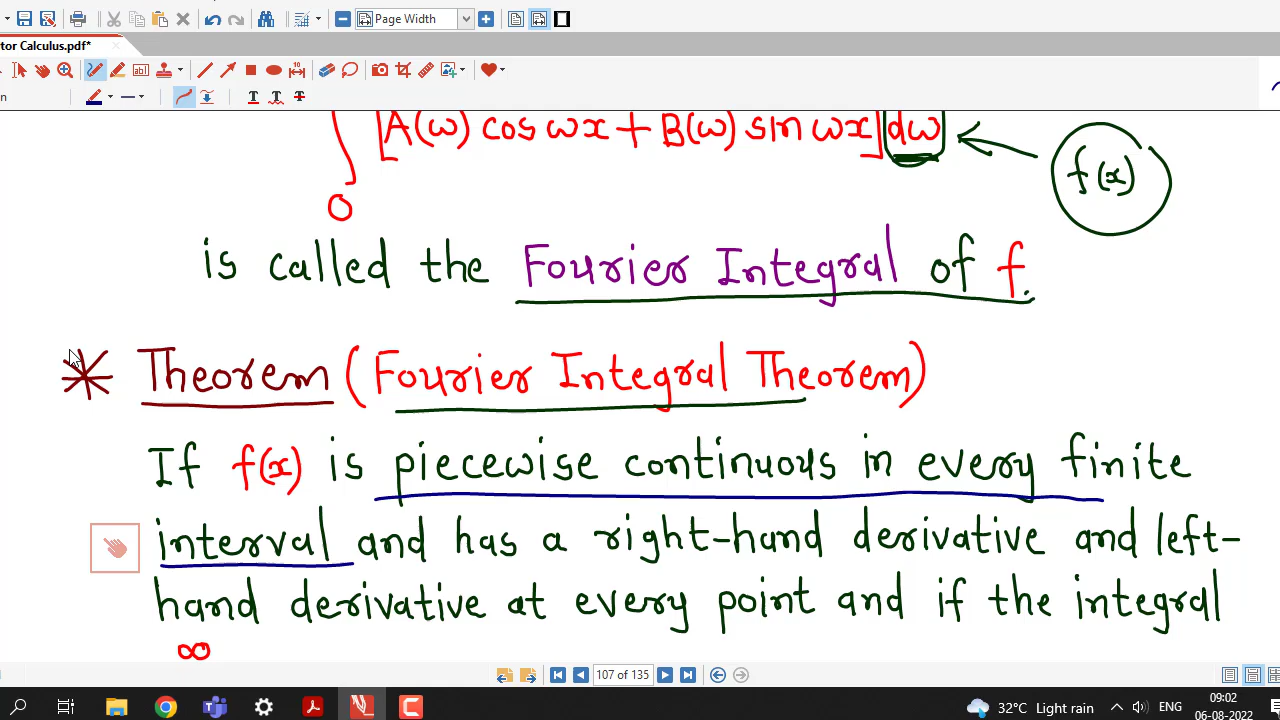 Page Width
tor Calculus.pdf*
[A(ω) cos ωx + B(ω) sin ωx] dω
f(x)
0
is called the Fourier Integral of f.
Theorem (Fourier Integral Theorem)
If f(x) is piecewise continuous in every finite
interval and has a right-hand derivative and left-
hand derivative at every point and if the integral
∞
107 of 135
32°C Light rain
09:02
06-08-2022